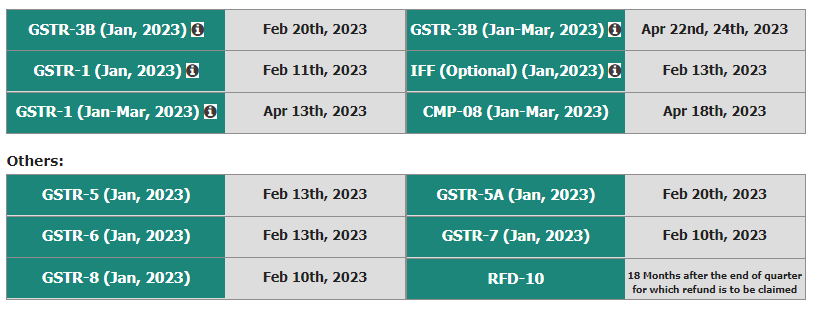 GSTR-3B (Jan, 2023) Feb 20th, 2023 GSTR-3B (Jan-Mar, 2023) Apr 22nd, 24th, 2023
GSTR-1 (Jan, 2023) Feb 11th, 2023 IFF (Optional) (Jan,2023) Feb 13th, 2023
GSTR-1 (Jan-Mar, 2023) Apr 13th, 2023 CMP-08 (Jan-Mar, 2023) Apr 18th, 2023
Others:
GSTR-5 (Jan, 2023) Feb 13th, 2023 GSTR-5A (Jan, 2023) Feb 20th, 2023
GSTR-6 (Jan, 2023) Feb 13th, 2023 GSTR-7 (Jan, 2023) Feb 10th, 2023
GSTR-8 (Jan, 2023) Feb 10th, 2023 RFD-10 18 Months after the end of quarter
for which refund is to be claimed